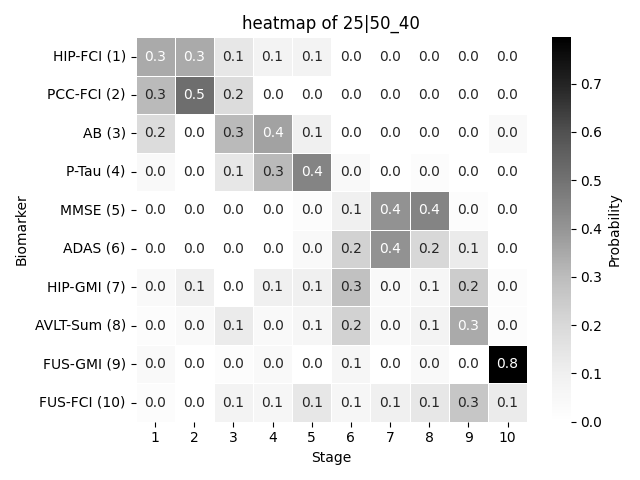 heatmap of 25|50_40
HIP-FCI (1) 0.3 0.3 0.1 0.1 0.1 0.0 0.0 0.0 0.0 0.0
PCC-FCI (2) 0.3 0.5 0.2 0.0 0.0 0.0 0.0 0.0 0.0 0.0
AB (3) 0.2 0.0 0.3 0.4 0.1 0.0 0.0 0.0 0.0 0.0
P-Tau (4) 0.0 0.0 0.1 0.3 0.4 0.0 0.0 0.0 0.0 0.0
MMSE (5) 0.0 0.0 0.0 0.0 0.0 0.1 0.4 0.4 0.0 0.0
ADAS (6) 0.0 0.0 0.0 0.0 0.0 0.2 0.4 0.2 0.1 0.0
HIP-GMI (7) 0.0 0.1 0.0 0.1 0.1 0.3 0.0 0.1 0.2 0.0
AVLT-Sum (8) 0.0 0.0 0.1 0.0 0.1 0.2 0.0 0.1 0.3 0.0
FUS-GMI (9) 0.0 0.0 0.0 0.0 0.0 0.1 0.0 0.0 0.0 0.8
FUS-FCI (10) 0.0 0.0 0.1 0.1 0.1 0.1 0.1 0.1 0.3 0.1
1 2 3 4 5 6 7 8 9 10
Stage
Biomarker
0.7
0.6
0.5
0.4
0.3
0.2
0.1
0.0
Probability